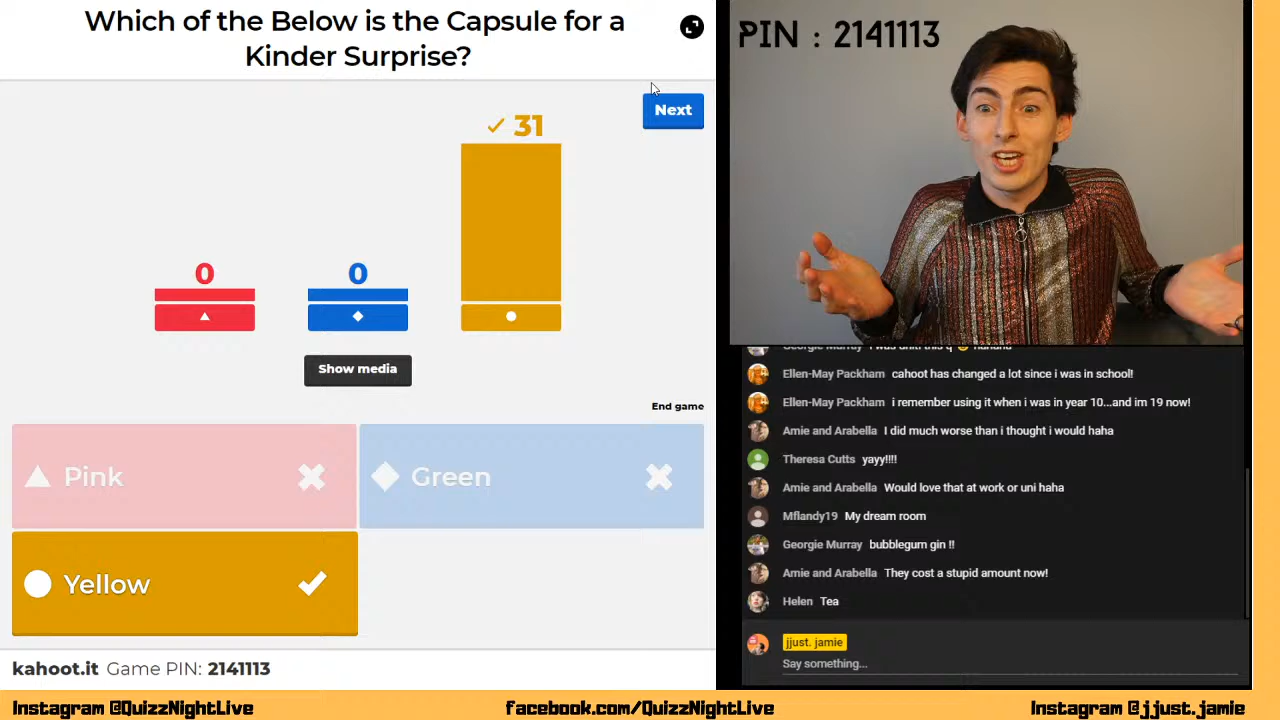 Which of the Below is the Capsule for a
Kinder Surprise?
Next
31
0
0
Show media
End game
Pink
Green
Yellow
kahoot.it Game PIN: 2141113
PIN : 2141113
Ellen-May Packham cahoot has changed a lot since i was in school!
Ellen-May Packham i remember using it when i was in year 10...and im 19 now!
Amie and Arabella I did much worse than i thought i would haha
Theresa Cutts yayy!!!!
Amie and Arabella Would love that at work or uni haha
Mflandy19 My dream room
Georgie Murray bubblegum gin !!
Amie and Arabella They cost a stupid amount now!
Helen Tea
jjust. jamie
Say something...
Instagram @QuizzNightLive
facebook.com/QuizzNightLive
Instagram @jjust.jamie